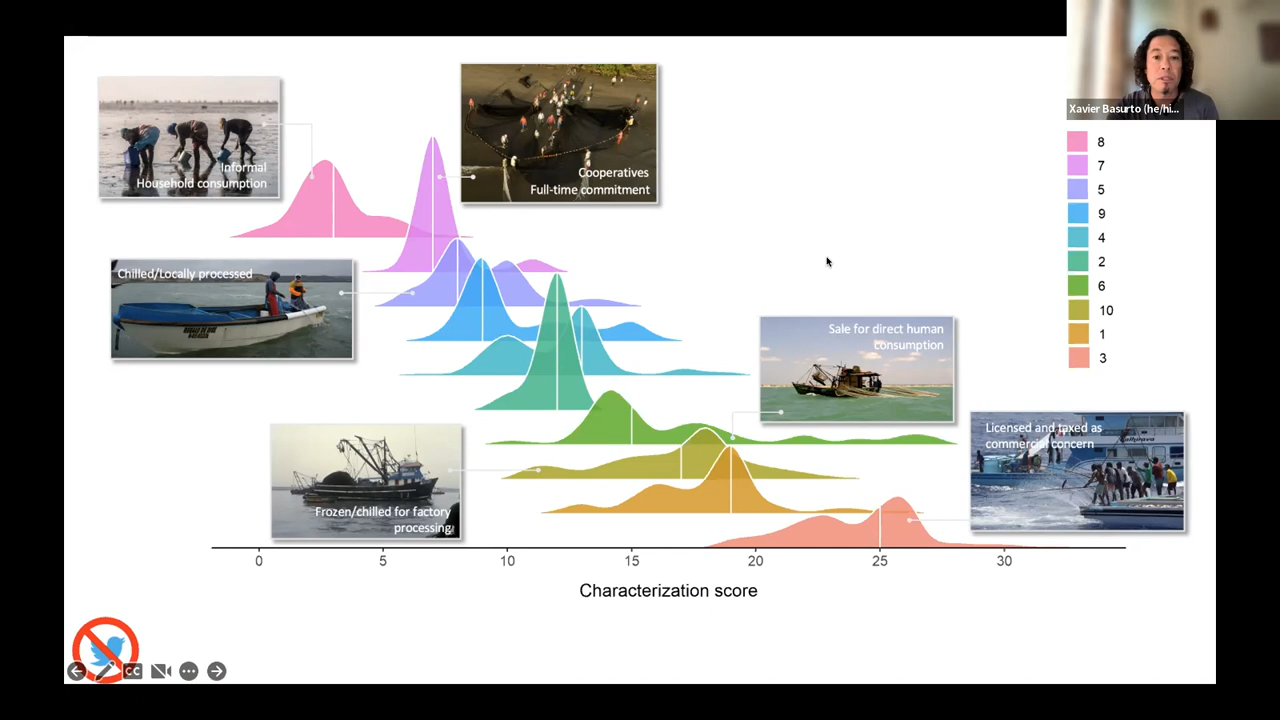 Xavier Basurto (he/hi...
Informal
Household consumption
Cooperatives
Full-time commitment
Chilled/Locally processed
Sale for direct human
consumption
Licensed and taxed as
commercial concern
Frozen/chilled for factory
processing
8
7
5
9
4
2
6
10
1
3
0 5 10 15 20 25 30
Characterization score
CC